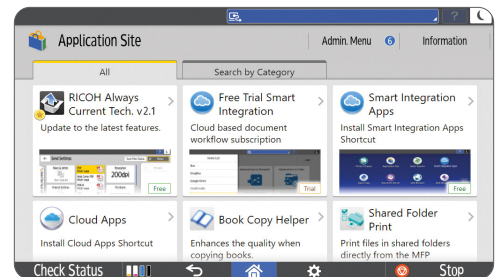 ?
Application Site
Admin. Menu 6 Information
All
Search by Category
RICOH Always
Current Tech. v2.1
Update to the latest features.
200dpi
Free
Free Trial Smart
Integration
Cloud based document
workflow subscription
Trial
Smart Integration
Apps
Install Smart Integration Apps
Shortcut
Free
Cloud Apps
Install Cloud Apps Shortcut
Book Copy Helper
Enhances the quality when
copying books.
Shared Folder
Print
Print files in shared folders
directly from the MFP
Check Status
Stop